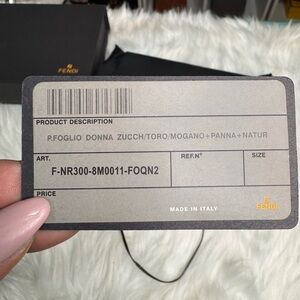 FENDI
PRODUCT DESCRIPTION
P.FOGLIO DONNA ZUCCH/TORO/MOGANO+PANNA+NATUR
ART.
REF.N°
SIZE
F-NR300-8M0011-FOQN2
PRICE
MADE IN ITALY
FENDI